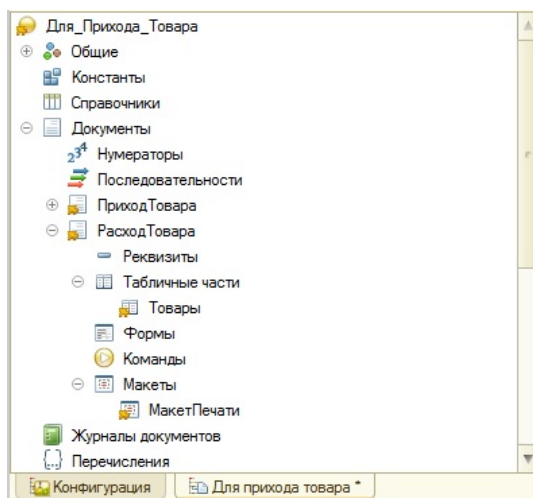 Для_Прихода_Товара
Общие
Константы
Справочники
Документы
Нумераторы
Последовательности
ПриходТовара
РасходТовара
Реквизиты
Табличные части
Товары
Формы
Команды
Макеты
МакетПечати
Журналы документов
Перечисления
Конфигурация Для прихода товара *